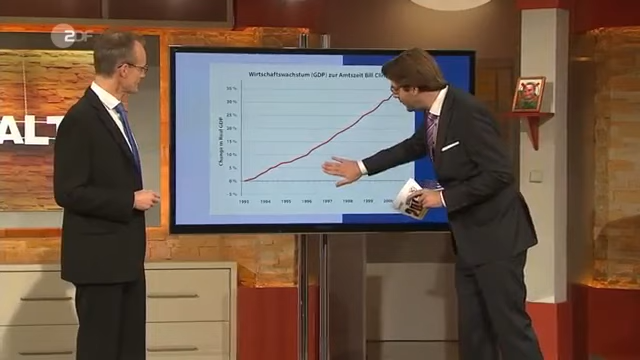 ZDF
ALT
Wirtschaftswachstum (GDP) zur Amtszeit Bill
Change in Real GDP
35 %
30 %
25 %
20 %
15 %
10 %
5 %
0 %
-5 %
1993 1994 1995 1996 1997 1998 1999